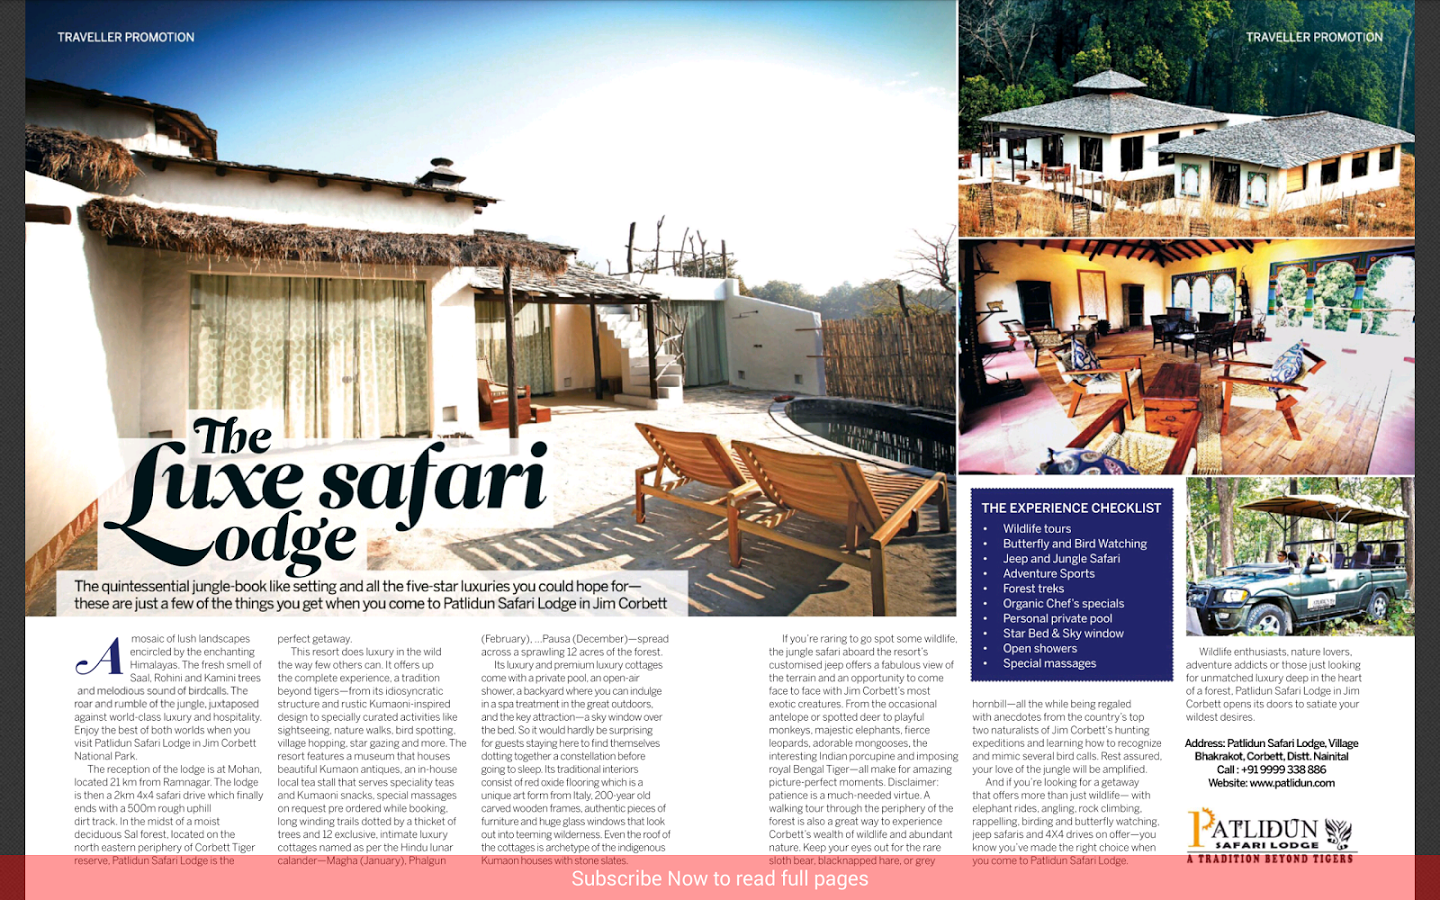 TRAVELLER PROMOTION
TRAVELLER PROMOTION
The
Luxe safari
Lodge
The quintessential jungle-book like setting and all the five-star luxuries you could hope for—
these are just a few of the things you get when you come to Patlidun Safari Lodge in Jim Corbett
A mosaic of lush landscapes
encircled by the enchanting
Himalayas. The fresh smell of
Saal, Rohini and Kamini trees
and melodious sound of birdcalls. The
roar and rumble of the jungle, juxtaposed
against world-class luxury and hospitality.
Enjoy the best of both worlds when you
visit Patlidun Safari Lodge in Jim Corbett
National Park.
The reception of the lodge is at Mohan,
located 21 km from Ramnagar. The lodge
is then a 2km 4x4 safari drive which finally
ends with a 500m rough uphill
dirt track. In the midst of a moist
deciduous Sal forest, located on the
north eastern periphery of Corbett Tiger
reserve, Patlidun Safari Lodge is the
perfect getaway.
This resort does luxury in the wild
the way few others can. It offers up
the complete experience, a tradition
beyond tigers—from its idiosyncratic
structure and rustic Kumaoni-inspired
design to specially curated activities like
sightseeing, nature walks, bird spotting,
village hopping, star gazing and more. The
resort features a museum that houses
beautiful Kumaon antiques, an in-house
local tea stall that serves speciality teas
and Kumaoni snacks, special massages
on request pre ordered while booking,
long winding trails dotted by a thicket of
trees and 12 exclusive, intimate luxury
cottages named as per the Hindu lunar
calander—Magha (January), Phalgun
(February), ...Pausa (December)—spread
across a sprawling 12 acres of the forest.
Its luxury and premium luxury cottages
come with a private pool, an open-air
shower, a backyard where you can indulge
in a spa treatment in the great outdoors,
and the key attraction—a sky window over
the bed. So it would hardly be surprising
for guests staying here to find themselves
dotting together a constellation before
going to sleep. Its traditional interiors
consist of red oxide flooring which is a
unique art form from Italy, 200-year old
carved wooden frames, authentic pieces of
furniture and huge glass windows that look
out into teeming wilderness. Even the roof of
the cottages is archetype of the indigenous
Kumaon houses with stone slates.
If you're raring to go spot some wildlife,
the jungle safari aboard the resort's
customised jeep offers a fabulous view of
the terrain and an opportunity to come
face to face with Jim Corbett's most
exotic creatures. From the occasional
antelope or spotted deer to playful
monkeys, majestic elephants, fierce
leopards, adorable mongooses, the
interesting Indian porcupine and imposing
royal Bengal Tiger—all make for amazing
picture-perfect moments. Disclaimer:
patience is a much-needed virtue. A
walking tour through the periphery of the
forest is also a great way to experience
Corbett's wealth of wildlife and abundant
nature. Keep your eyes out for the rare
sloth bear, blacknapped hare, or grey
THE EXPERIENCE CHECKLIST
• Wildlife tours
• Butterfly and Bird Watching
• Jeep and Jungle Safari
• Adventure Sports
• Forest treks
• Organic Chef's specials
• Personal private pool
• Star Bed & Sky window
• Open showers
• Special massages
hornbill—all the while being regaled
with anecdotes from the country's top
two naturalists of Jim Corbett's hunting
expeditions and learning how to recognize
and mimic several bird calls. Rest assured,
your love of the jungle will be amplified.
And if you're looking for a getaway
that offers more than just wildlife— with
elephant rides, angling, rock climbing,
rappelling, birding and butterfly watching,
jeep safaris and 4X4 drives on offer—you
know you've made the right choice when
you come to Patlidun Safari Lodge.
Wildlife enthusiasts, nature lovers,
adventure addicts or those just looking
for unmatched luxury deep in the heart
of a forest, Patlidun Safari Lodge in Jim
Corbett opens its doors to satiate your
wildest desires.
Address: Patlidun Safari Lodge, Village
Bhakrakot, Corbett, Distt. Nainital
Call : +91 9999 338 886
Website: www.patlidun.com
PATLIDUN
SAFARI LODGE
A TRADITION BEYOND TIGERS
Subscribe Now to read full pages